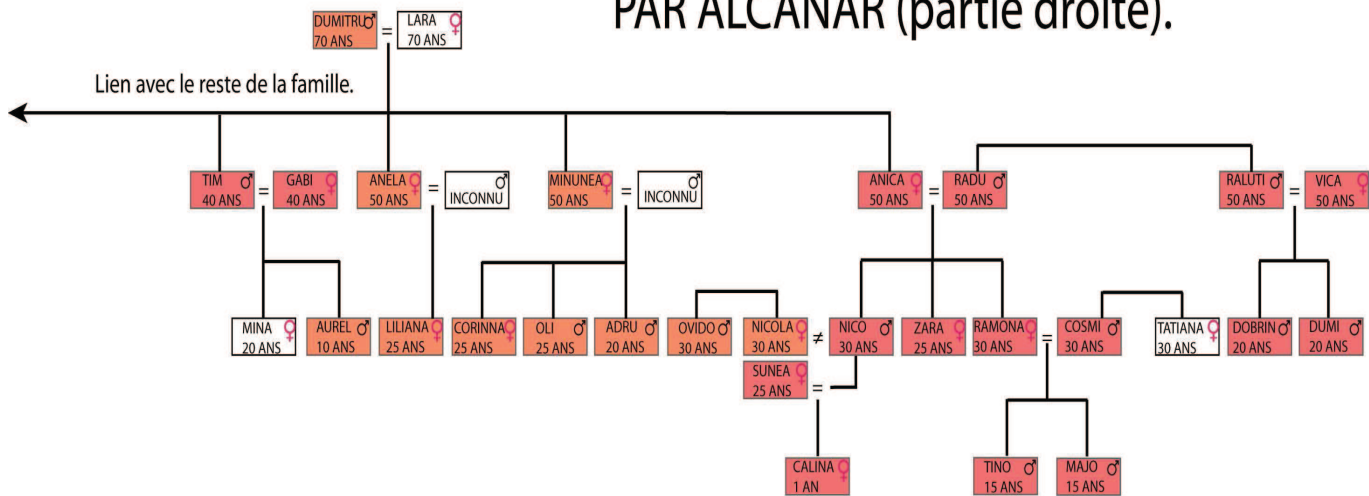 PAR ALCANAR (partie droite).
DUMITRU ♂
70 ANS
=
LARA ♀
70 ANS
Lien avec le reste de la famille.
TIM ♂
40 ANS
=
GABI ♀
40 ANS
ANELA ♀
50 ANS
=
♂
INCONNU
MINUNEA ♀
50 ANS
=
♂
INCONNU
ANICA ♀
50 ANS
=
RADU ♂
50 ANS
RALUTI ♂
50 ANS
=
VICA ♀
50 ANS
MINA ♀
20 ANS
AUREL ♂
10 ANS
LILIANA ♀
25 ANS
CORINNA ♀
25 ANS
OLI ♂
25 ANS
ADRU ♂
20 ANS
OVIDO ♂
30 ANS
NICOLA ♀
30 ANS
≠
NICO ♂
30 ANS
ZARA ♀
25 ANS
RAMONA ♀
30 ANS
=
COSMI ♂
30 ANS
TATIANA ♀
30 ANS
DOBRIN ♂
20 ANS
DUMI ♂
20 ANS
SUNEA ♀
25 ANS
=
CALINA ♀
1 AN
TINO ♂
15 ANS
MAJO ♂
15 ANS